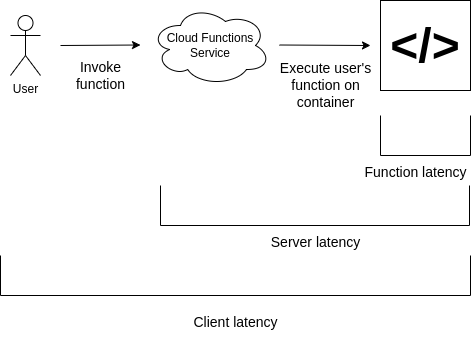 User
Invoke
function
Cloud Functions
Service
Execute user's
function on
container
</>
Function latency
Server latency
Client latency